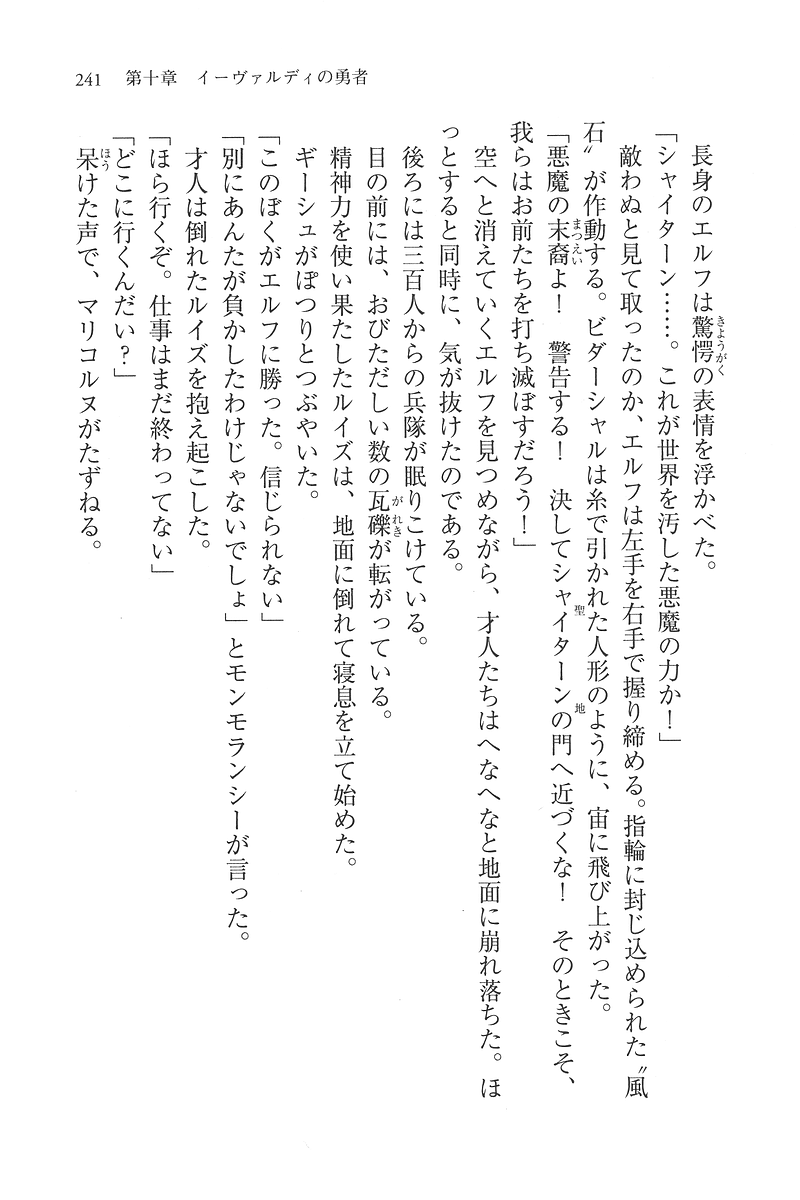 241　第十章　イーヴァルディの勇者
長身のエルフは驚愕の表情を浮かべた。
「シャイターン……。これが世界を汚した悪魔の力か！」
敵わぬと見て取ったのか、エルフは左手を右手で握り締める。指輪に封じ込められた〝風
石〟が作動する。ビダーシャルは糸で引かれた人形のように、宙に飛び上がった。
「悪魔の末裔よ！　警告する！　決してシャイターンの門へ近づくな！　そのときこそ、
我らはお前たちを打ち滅ぼすだろう！」
空へと消えていくエルフを見つめながら、才人たちはへなへなと地面に崩れ落ちた。ほ
っとすると同時に、気が抜けたのである。
後ろには三百人からの兵隊が眠りこけている。
目の前には、おびただしい数の瓦礫が転がっている。
精神力を使い果たしたルイズは、地面に倒れて寝息を立て始めた。
ギーシュがぽつりとつぶやいた。
「このぼくがエルフに勝った。信じられない」
「別にあんたが負かしたわけじゃないでしょ」とモンモランシーが言った。
才人は倒れたルイズを抱え起こした。
「ほら行くぞ。仕事はまだ終わってない」
「どこに行くんだい？」
呆けた声で、マリコルヌがたずねる。
きょうがく
まつえい
聖地
がれき
ほう